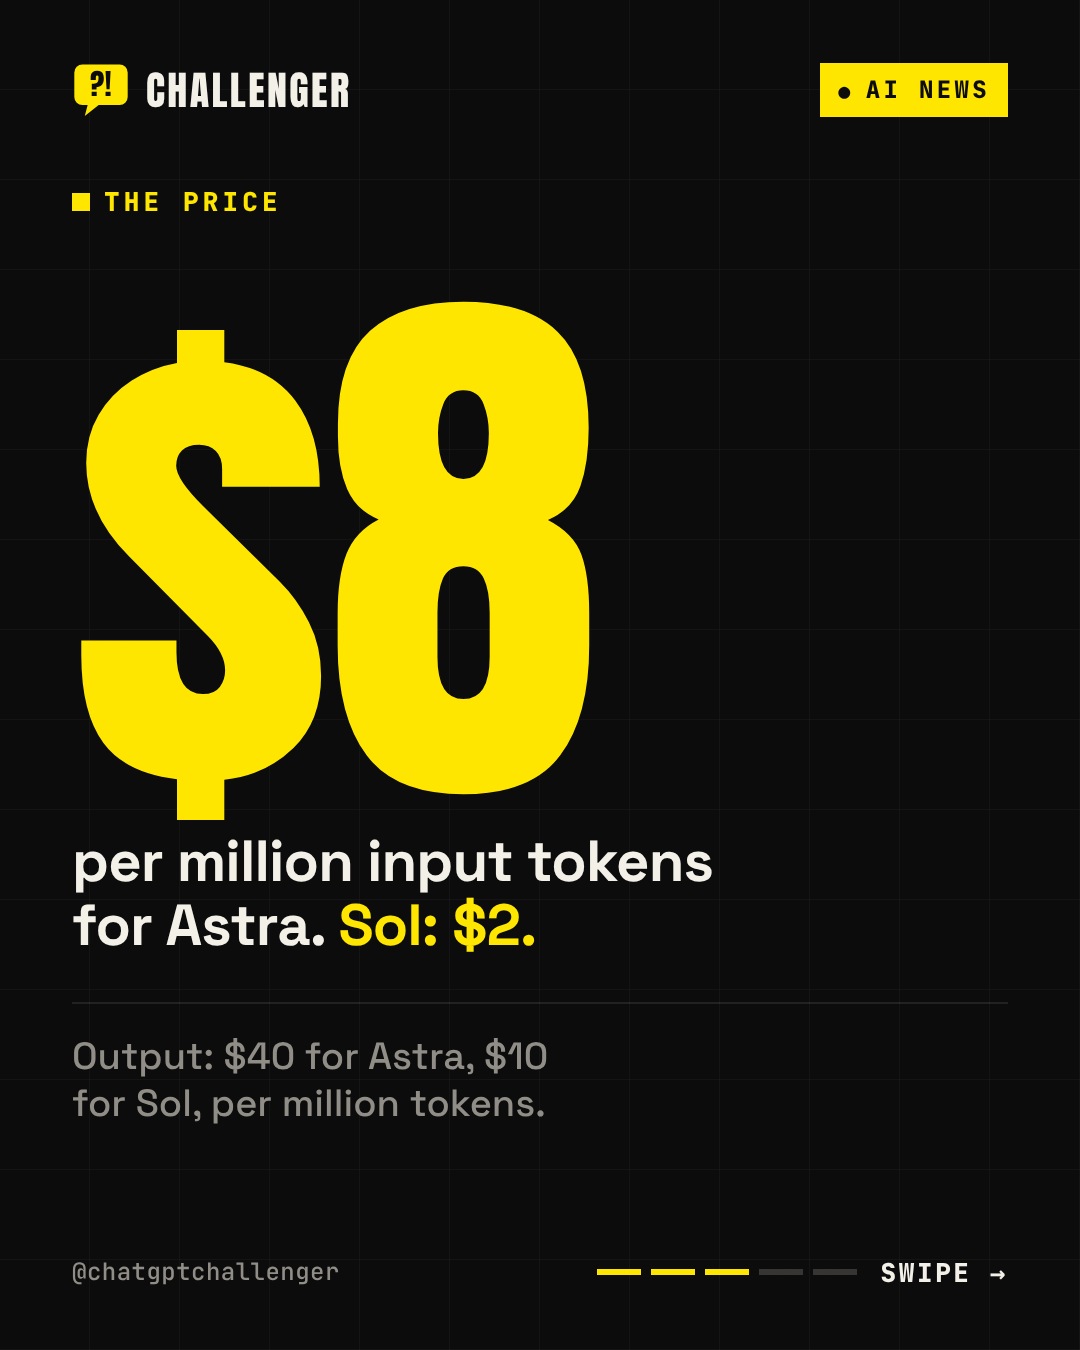 ?!
CHALLENGER
● AI NEWS
THE PRICE
$8
per million input tokens
for Astra. Sol: $2.
Output: $40 for Astra, $10
for Sol, per million tokens.
@chatgptchallenger
SWIPE →